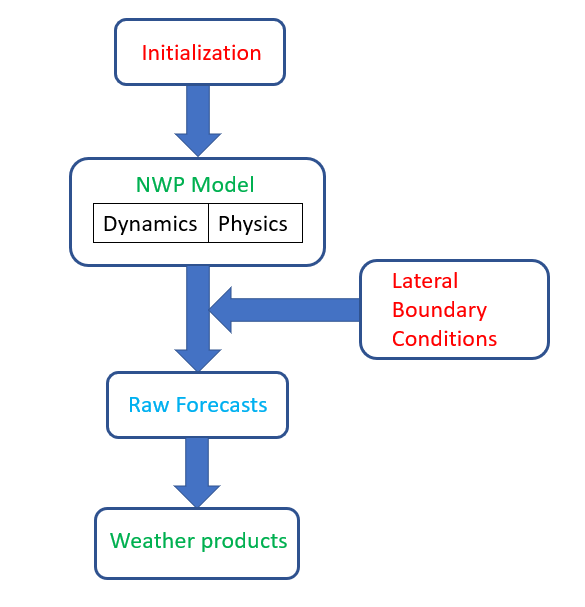 Initialization
NWP Model
Dynamics Physics
Lateral
Boundary
Conditions
Raw Forecasts
Weather products